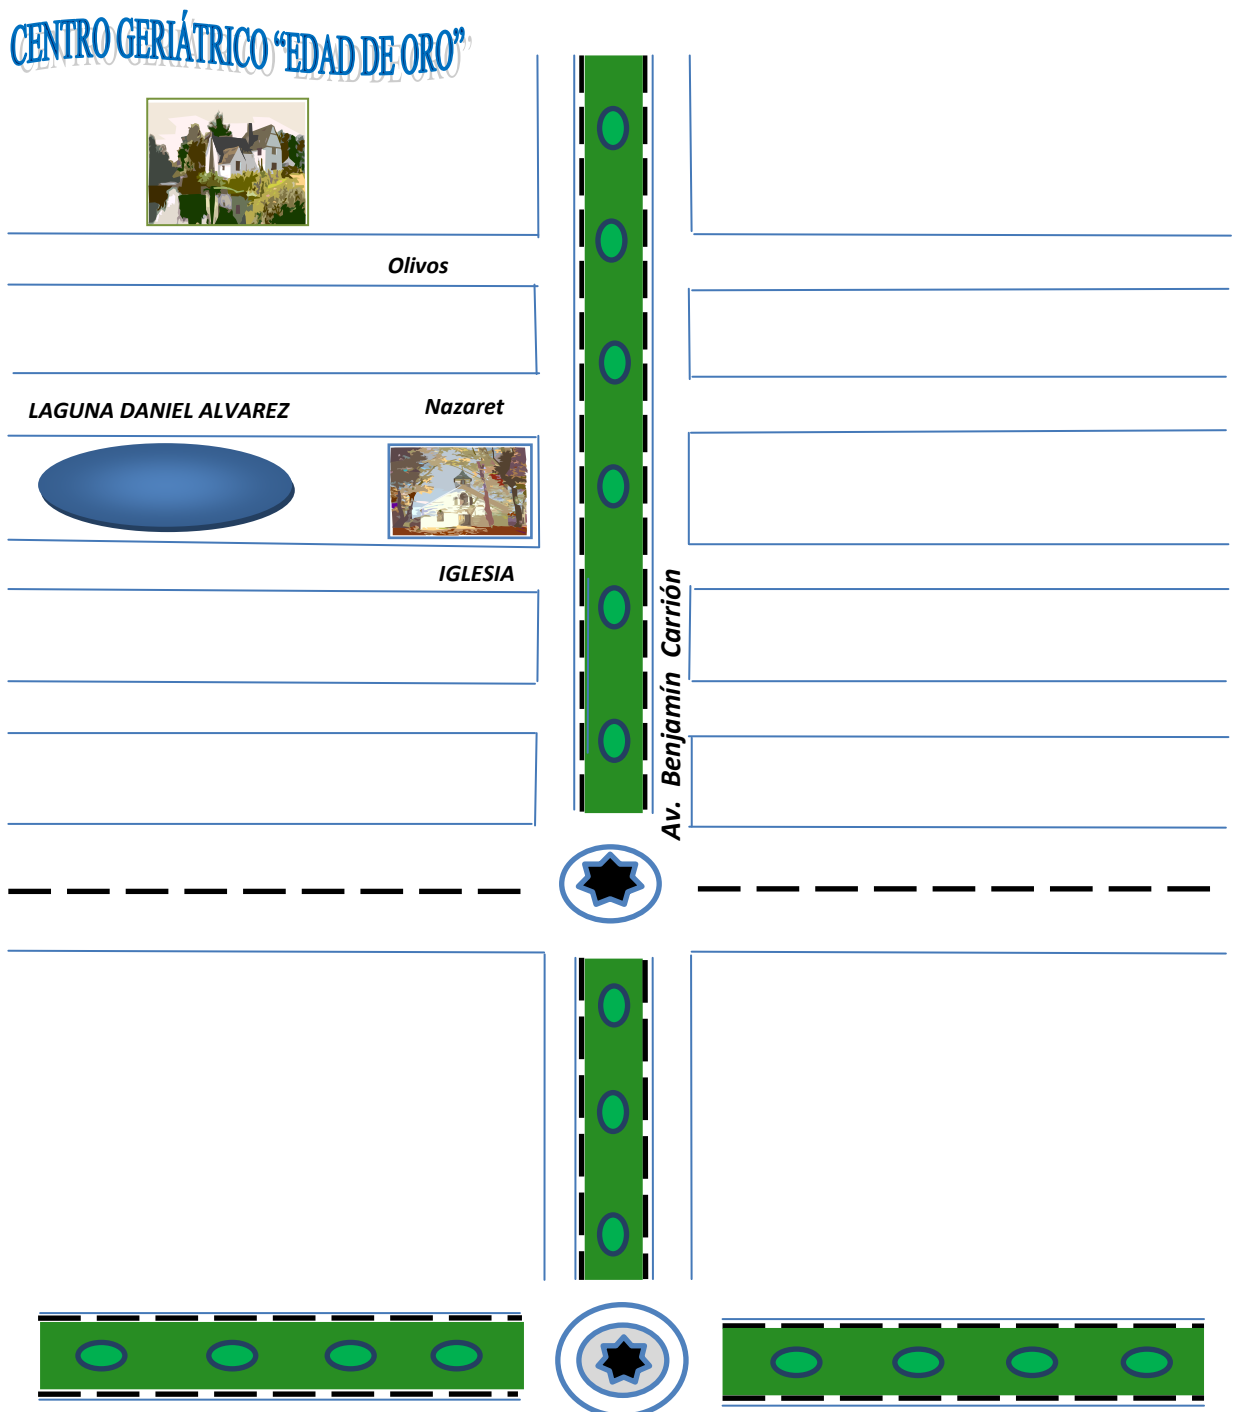 CENTRO GERIÁTRICO “EDAD DE ORO”
Olivos
LAGUNA DANIEL ALVAREZ
Nazaret
IGLESIA
Av. Benjamín Carrión